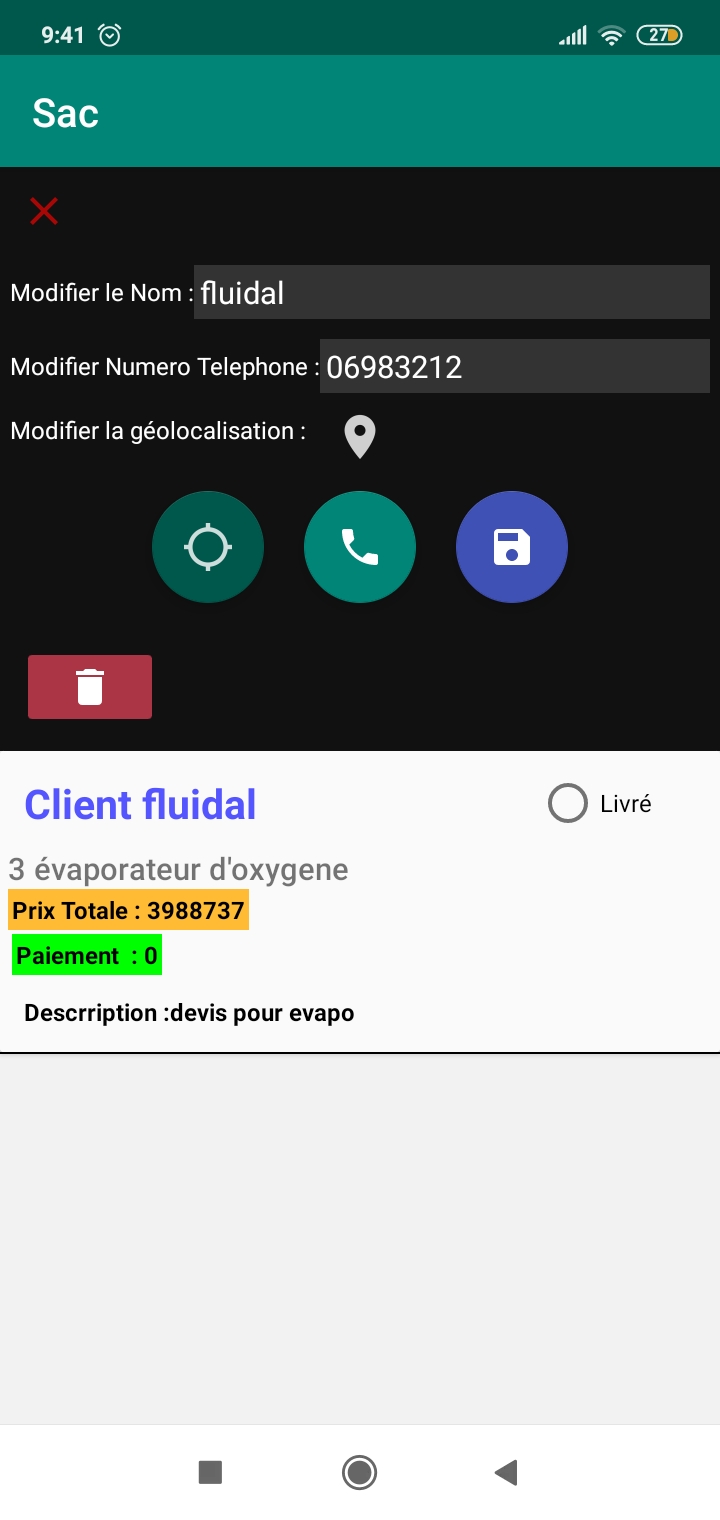 9:41
27
Sac
Modifier le Nom : fluidal
Modifier Numero Telephone : 06983212
Modifier la géolocalisation :
Client fluidal
Livré
3 évaporateur d'oxygene
Prix Totale : 3988737
Paiement : 0
Descrription :devis pour evapo